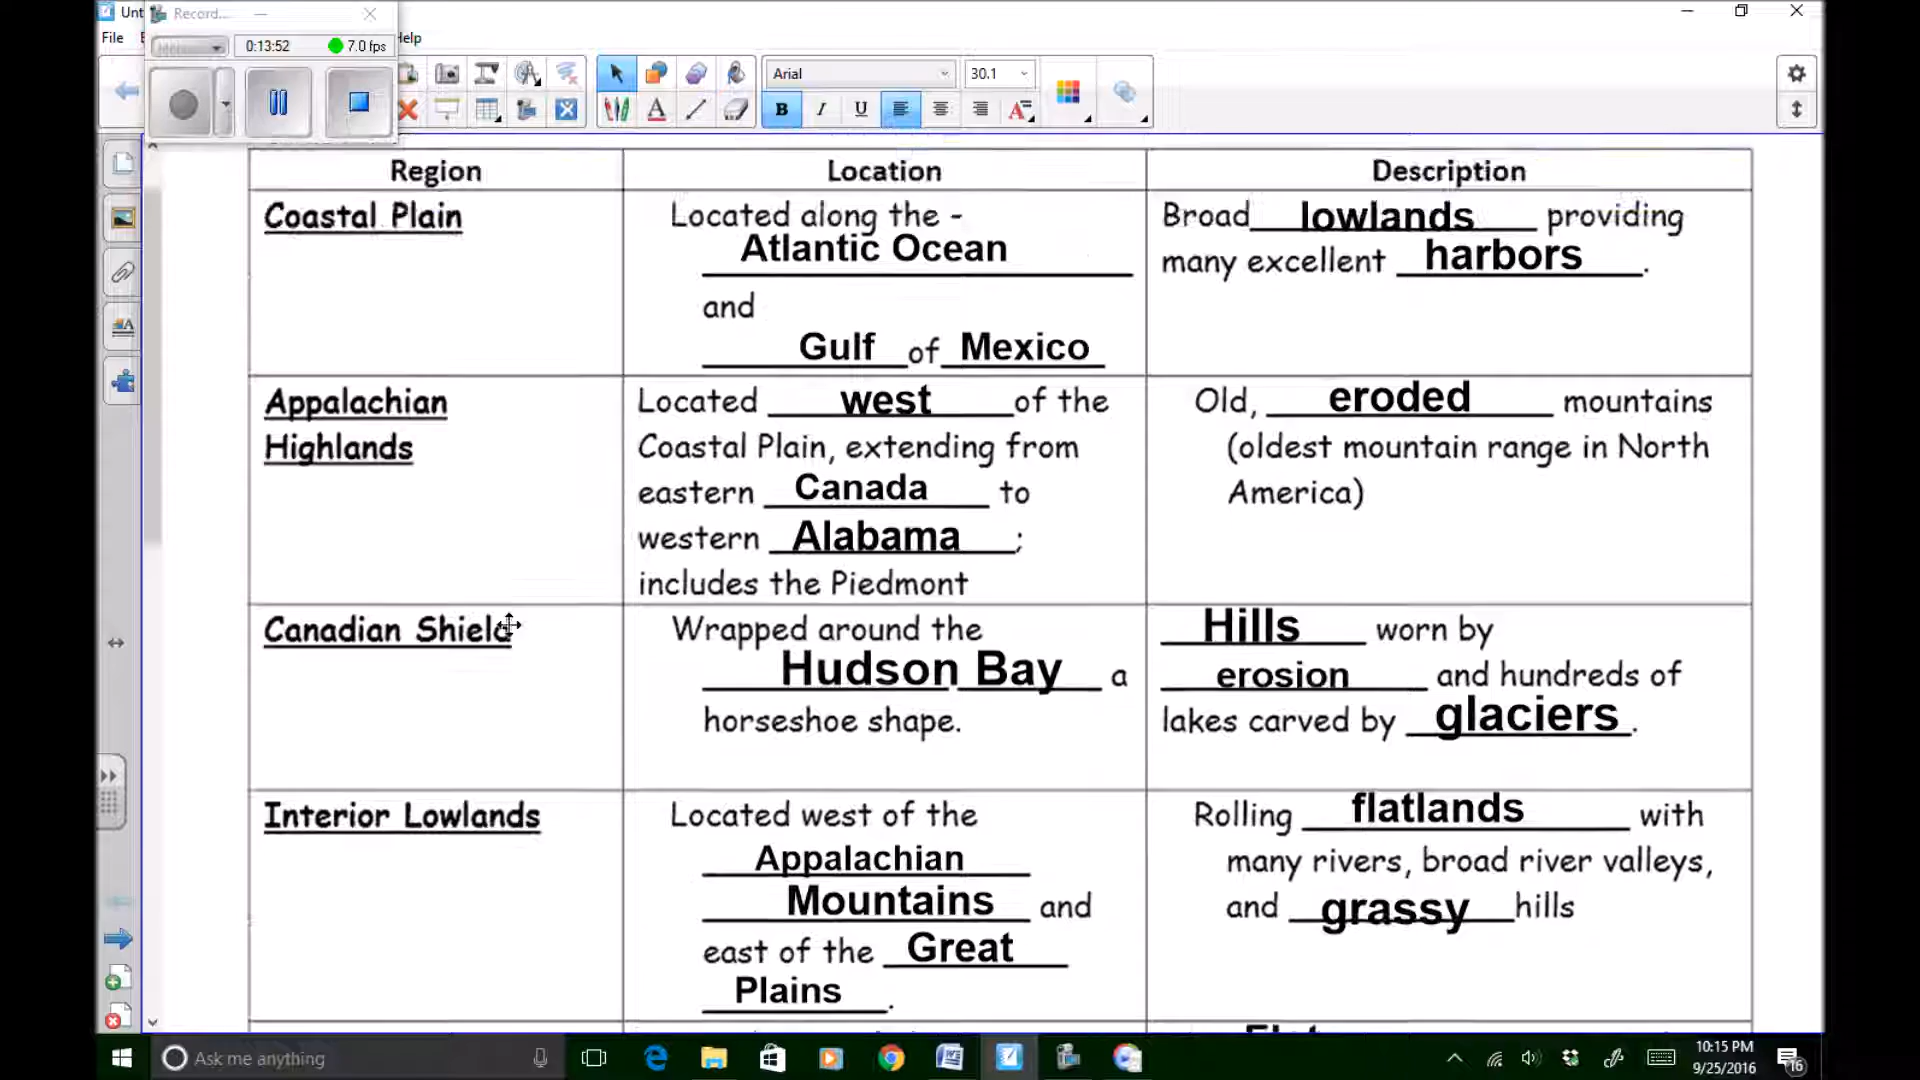 Unt
Record...
File
Help
0:13:52
7.0 fps
Arial
30.1
B I U A
Region Location Description
Coastal Plain
Located along the -
Atlantic Ocean
and
Gulf of Mexico
Broad lowlands providing
many excellent harbors.
Appalachian
Highlands
Located west of the
Coastal Plain, extending from
eastern Canada to
western Alabama;
includes the Piedmont
Old, eroded mountains
(oldest mountain range in North
America)
Canadian Shield
Wrapped around the
Hudson Bay a
horseshoe shape.
Hills worn by
erosion and hundreds of
lakes carved by glaciers.
Interior Lowlands
Located west of the
Appalachian
Mountains and
east of the Great
Plains.
Rolling flatlands with
many rivers, broad river valleys,
and grassy hills
Ask me anything
10:15 PM
9/25/2016
16